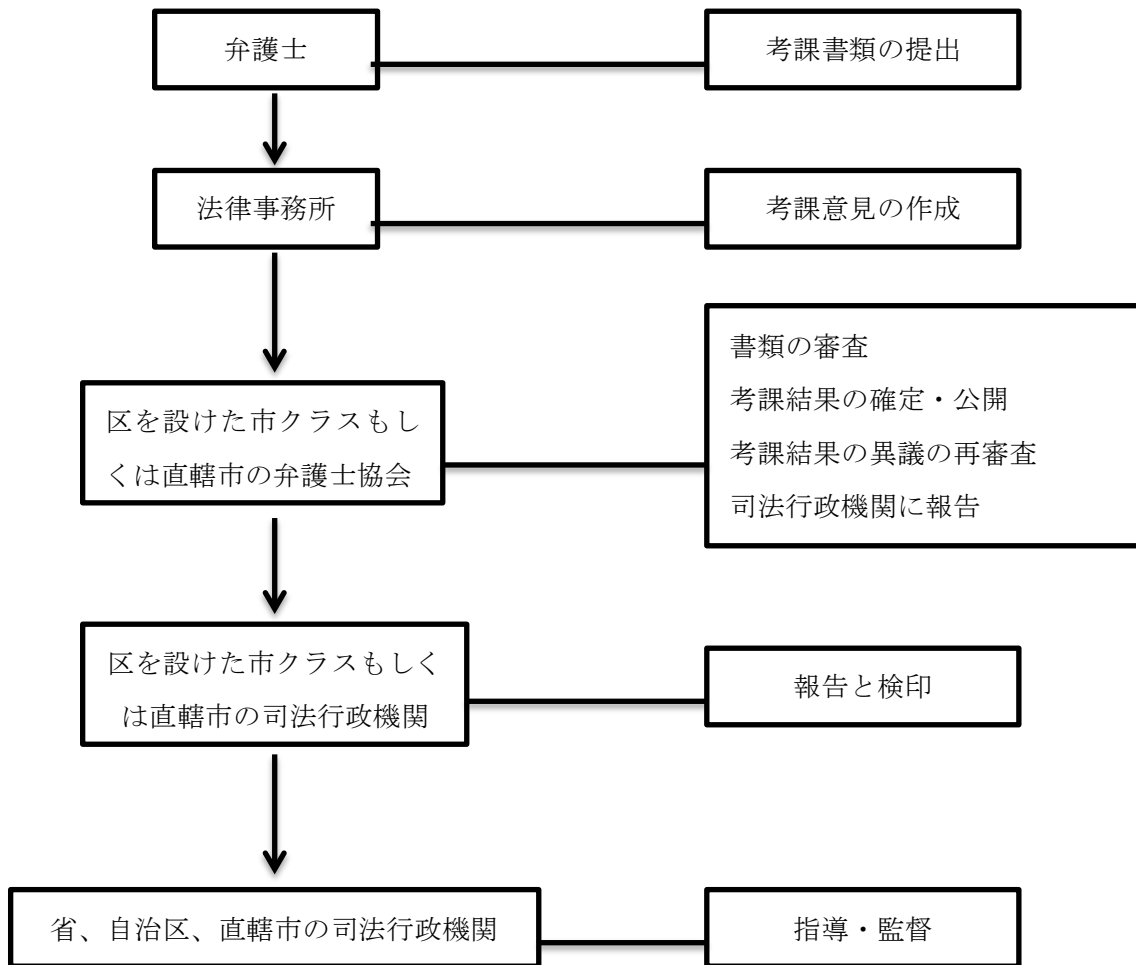 弁護士
考課書類の提出
法律事務所
考課意見の作成
区を設けた市クラスもし
くは直轄市の弁護士協会
書類の審査
考課結果の確定・公開
考課結果の異議の再審査
司法行政機関に報告
区を設けた市クラスもしく
は直轄市の司法行政機関
報告と検印
省、自治区、直轄市の司法行政機関
指導・監督